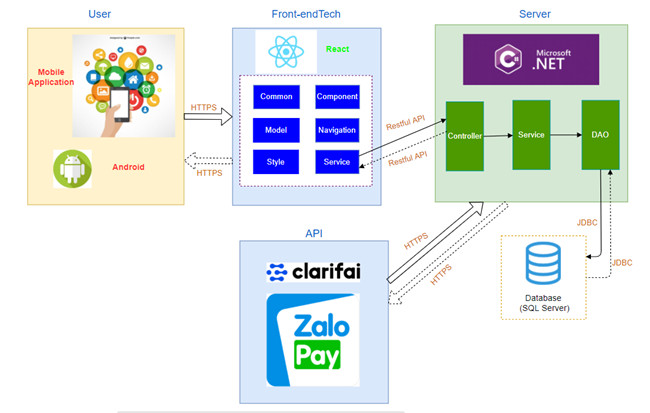 User
Front-endTech
Server
Mobile
Application
Android
HTTPS
HTTPS
React
Common
Component
Model
Navigation
Style
Service
Restful API
Restful API
C#
Microsoft
.NET
Controller
Service
DAO
JDBC
JDBC
Database
(SQL Server)
API
HTTPS
HTTPS
clarifai
Zalo
Pay